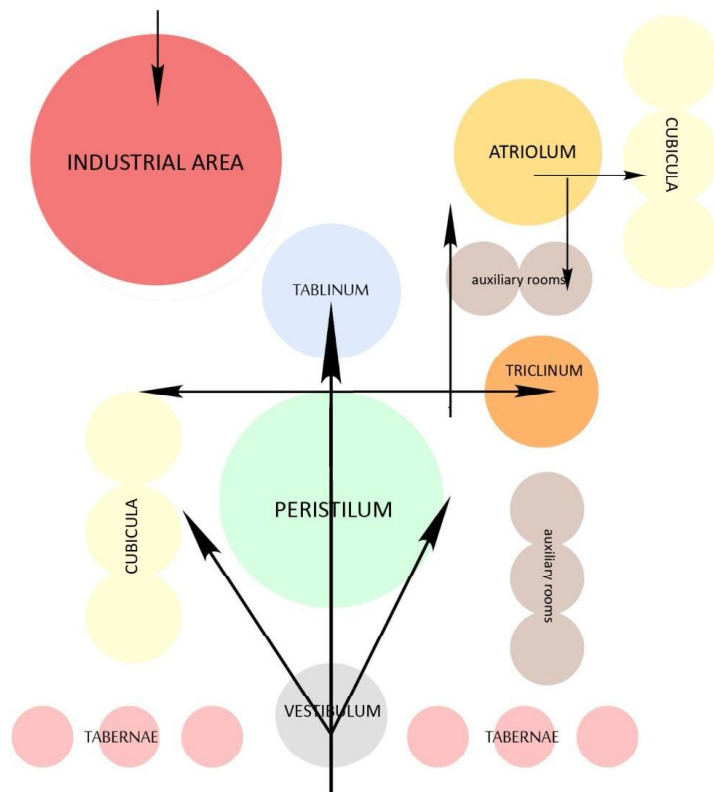 INDUSTRIAL AREA
ATRIOLUM
CUBICULA
auxiliary rooms
TABLINUM
TRICLINUM
PERISTILUM
CUBICULA
auxiliary rooms
VESTIBULUM
TABERNAE
TABERNAE